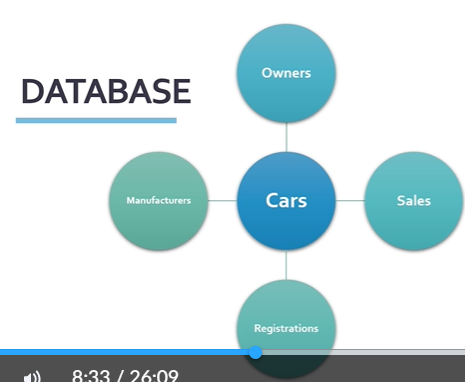 Owners
DATABASE
Manufacturers
Cars
Sales
Registrations
8:33 / 26:09